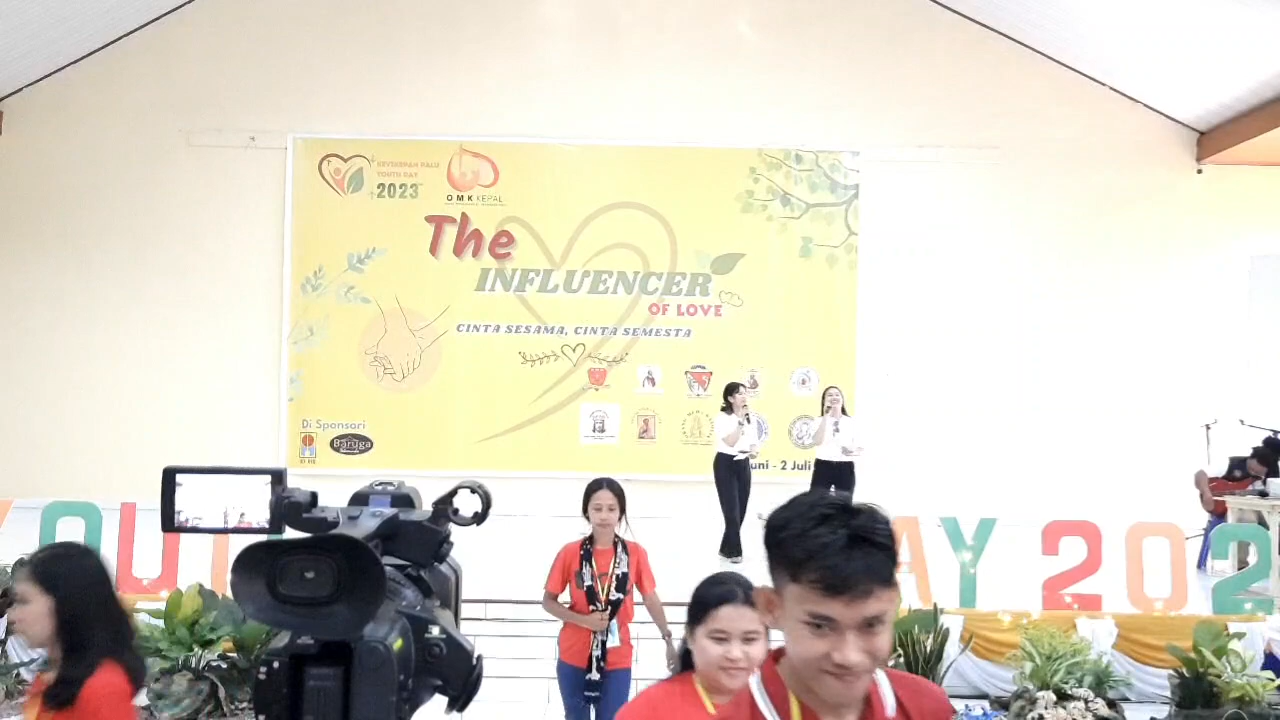 KEVIKEPAN PALU
YOUTH DAY
2023
OMK KEPAL
The
INFLUENCER
OF LOVE
CINTA SESAMA, CINTA SEMESTA
Di Sponsori
Baruga
uni - 2 Juli
YOUT
AY 202